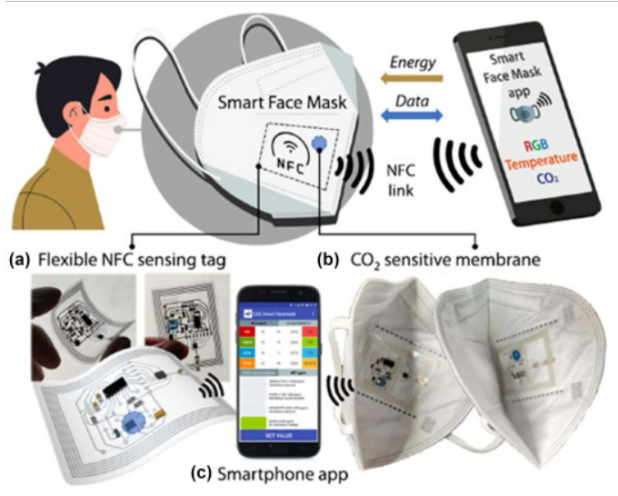 Smart Face Mask
NFC
Energy
Data
NFC
link
Smart
Face Mask
app
RGB
Temperature
CO₂
(a) Flexible NFC sensing tag
(b) CO₂ sensitive membrane
GET VALUE
(c) Smartphone app